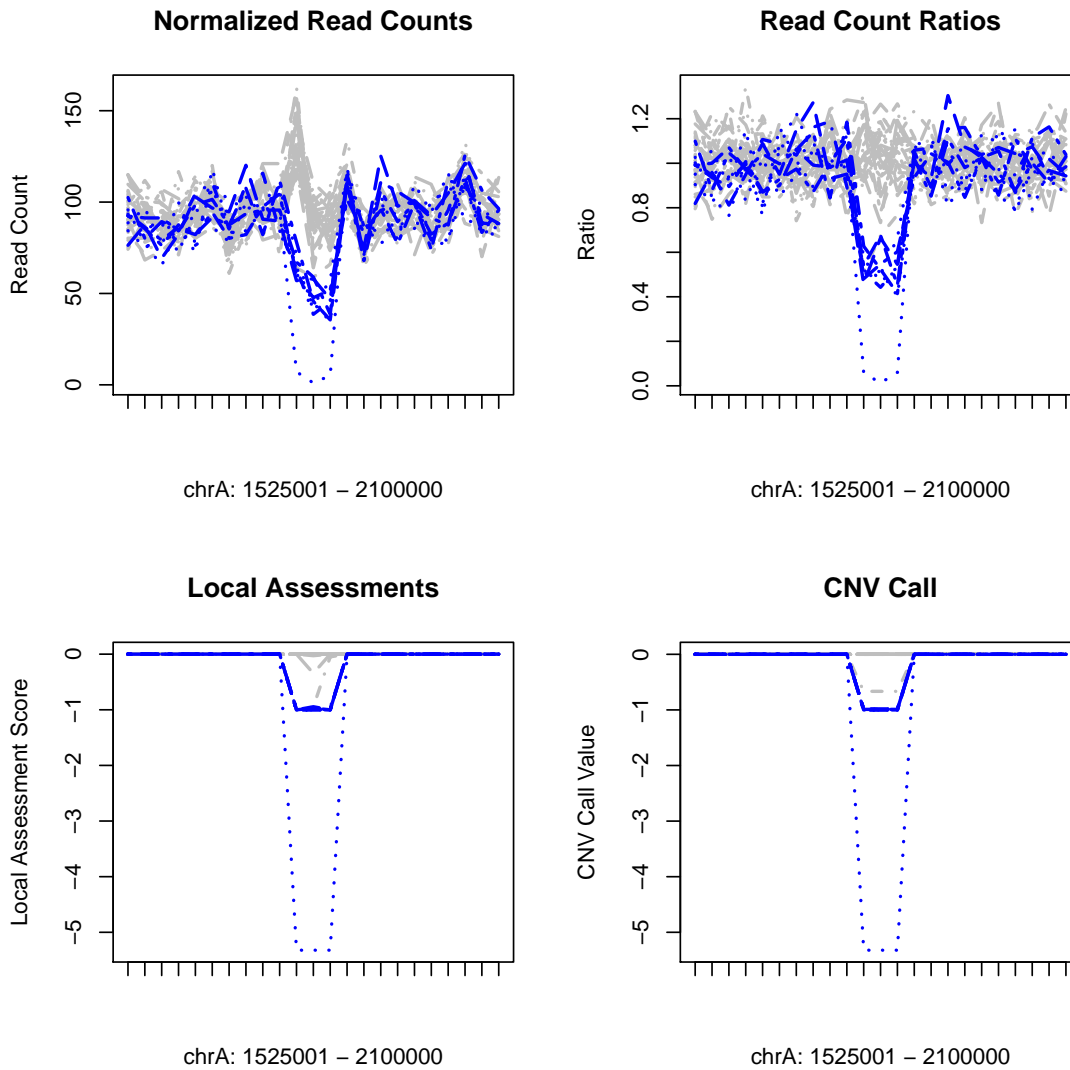 Normalized Read Counts
Read Count
150
100
50
0
chrA: 1525001 − 2100000
Read Count Ratios
Ratio
1.2
0.8
0.4
0.0
chrA: 1525001 − 2100000
Local Assessments
Local Assessment Score
0
−1
−2
−3
−4
−5
chrA: 1525001 − 2100000
CNV Call
CNV Call Value
0
−1
−2
−3
−4
−5
chrA: 1525001 − 2100000